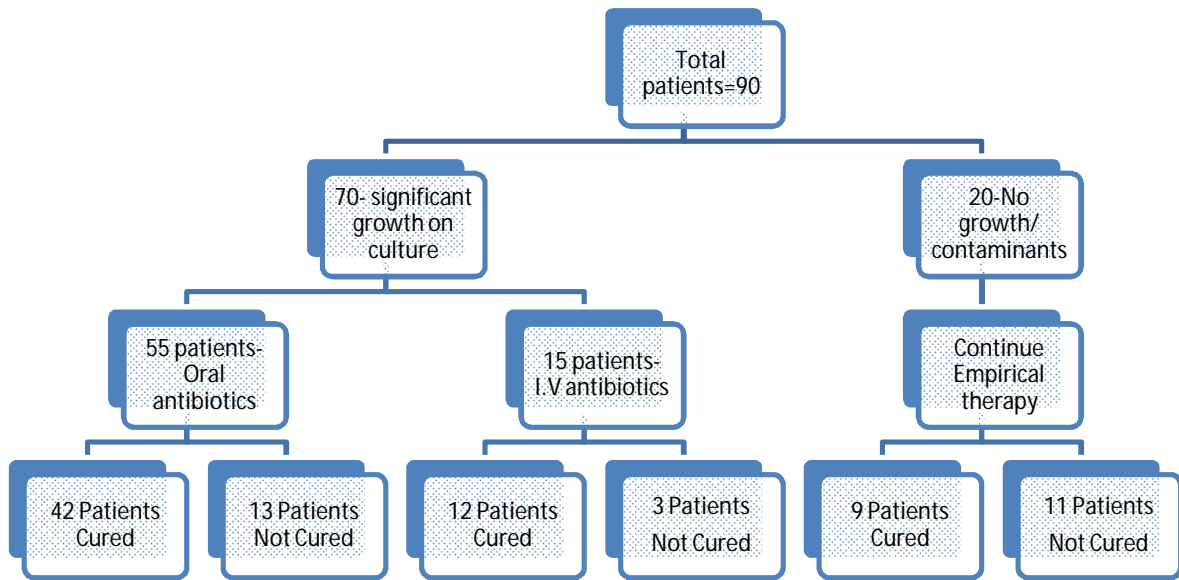 Total
patients=90
70- significant
growth on
culture
20-No
growth/
contaminants
55 patients-
Oral
antibiotics
15 patients-
I.V antibiotics
Continue
Empirical
therapy
42 Patients
Cured
13 Patients
Not Cured
12 Patients
Cured
3 Patients
Not Cured
9 Patients
Cured
11 Patients
Not Cured